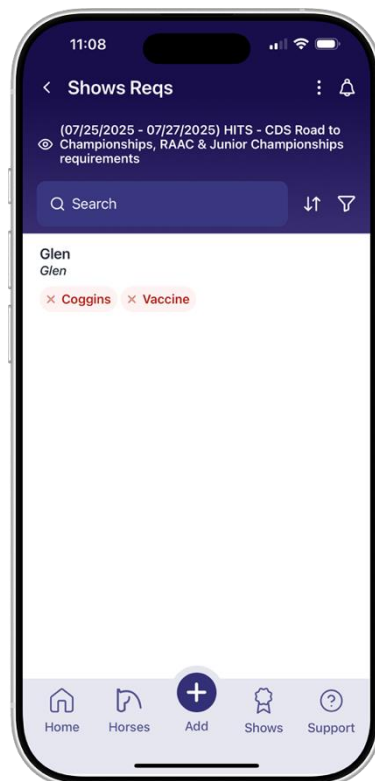 11:08
Shows Reqs
(07/25/2025 - 07/27/2025) HITS - CDS Road to
Championships, RAAC & Junior Championships
requirements
Search
Glen
Glen
× Coggins × Vaccine
Home Horses Add Shows Support